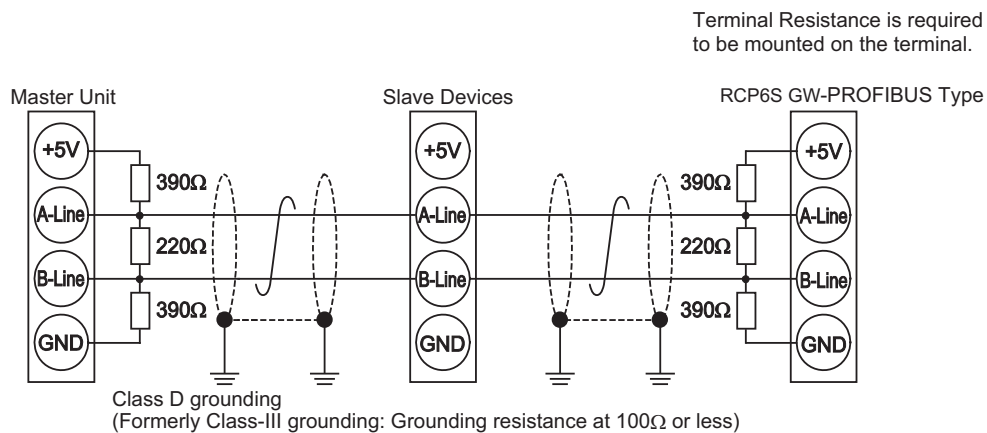 Terminal Resistance is required
to be mounted on the terminal.
Master Unit
Slave Devices
RCP6S GW-PROFIBUS Type
+5V
+5V
+5V
390Ω
390Ω
A-Line
A-Line
A-Line
220Ω
220Ω
B-Line
B-Line
B-Line
390Ω
390Ω
GND
GND
GND
Class D grounding
(Formerly Class-III grounding: Grounding resistance at 100Ω or less)